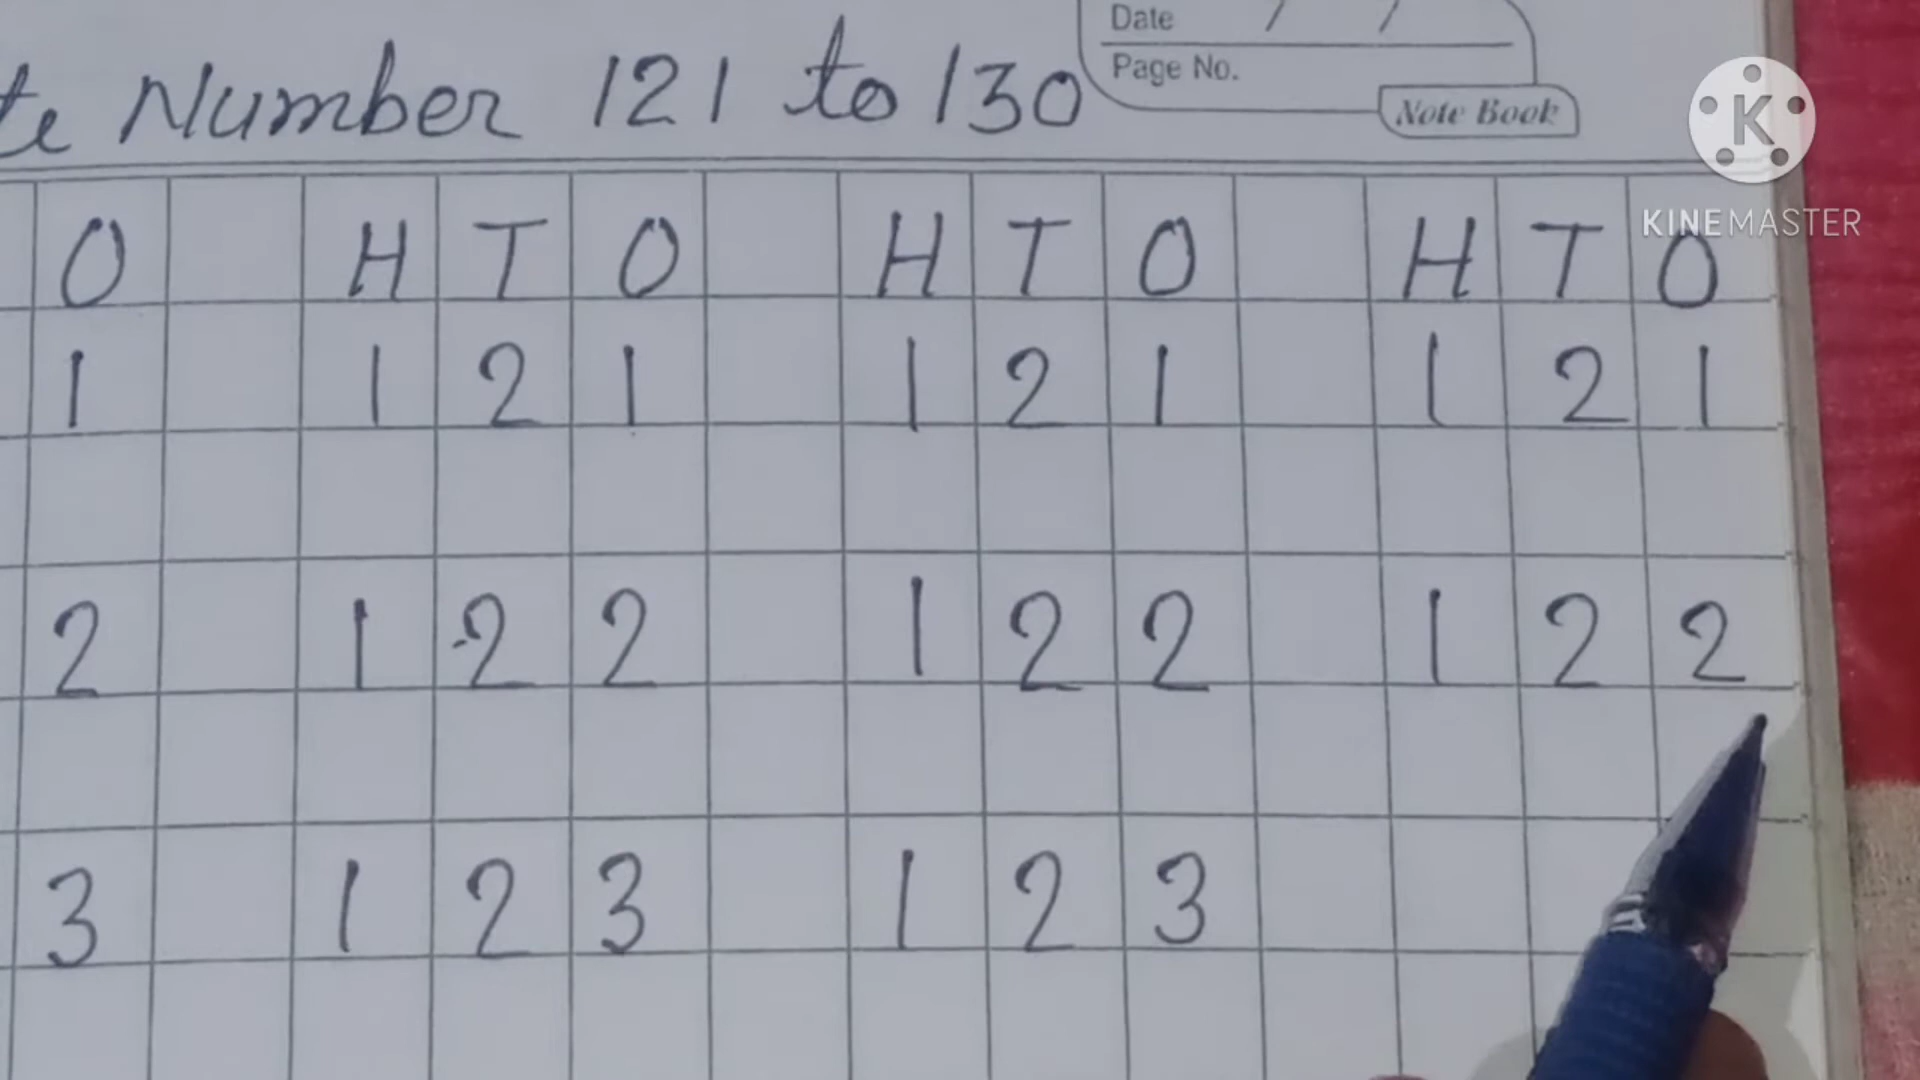 Date / /
Page No.
Note Book
Number 121 to 130
KINEMASTER
O H T O H T O H T O
1 1 2 1 1 2 1 1 2 1
2 1 2 2 1 2 2 1 2 2
3 1 2 3 1 2 3